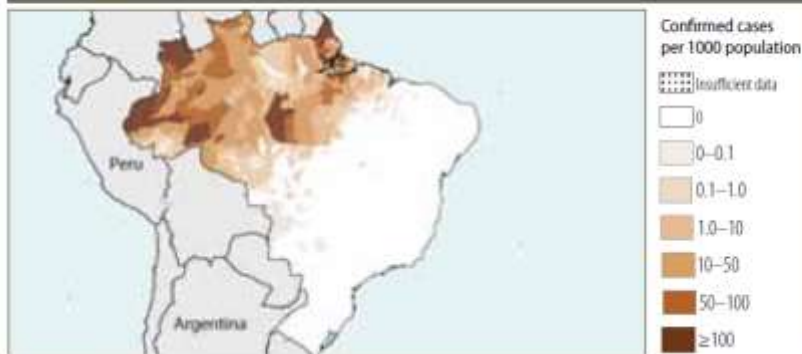 Confirmed cases
per 1000 population
Insufficient data
0
0–0.1
0.1–1.0
1.0–10
10–50
50–100
≥100
Peru
Argentina